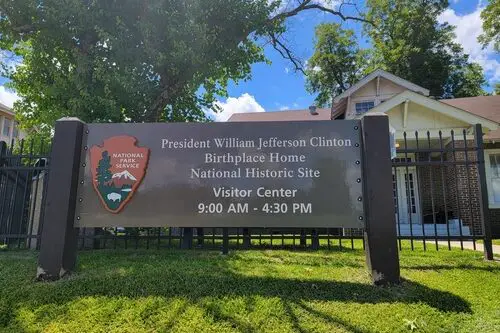 NATIONAL
PARK
SERVICE
President William Jefferson Clinton
Birthplace Home
National Historic Site
Visitor Center
9:00 AM - 4:30 PM